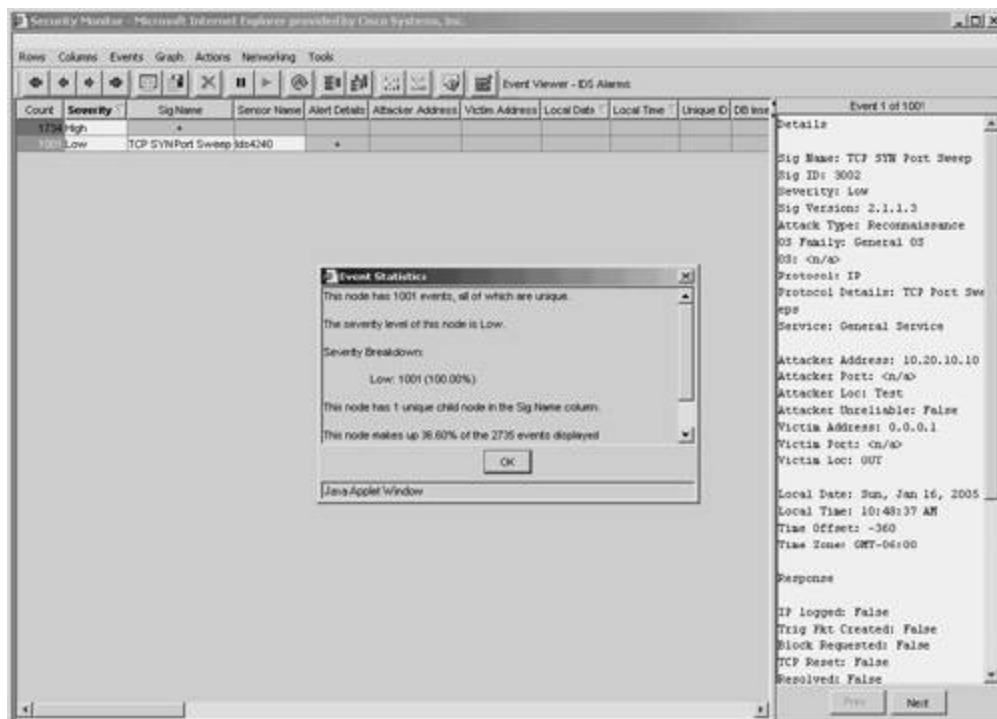 Security Monitor - Microsoft Internet Explorer provided by Cisco Systems, Inc.
Rows Columns Events Graph Actions Networking Tools
Event Viewer - IDS Alarms
Count Severity Sig Name Sensor Name Alert Details Attacker Address Victim Address Local Date Local Time Unique ID DB Inse
1734 High +
1001 Low TCP SYN Port Sweep ids4240 +
Event Statistics
This node has 1001 events, all of which are unique.
The severity level of this node is Low.
Severity Breakdown:
Low: 1001 (100.00%)
This node has 1 unique child node in the Sig Name column.
This node makes up 36.60% of the 2735 events displayed
OK
Java Applet Window
Event 1 of 1001
Details
Sig Name: TCP SYN Port Sweep
Sig ID: 3002
Severity: Low
Sig Version: 2.1.1.3
Attack Type: Reconnaissance
OS Family: General OS
OS: <n/a>
Protocol: IP
Protocol Details: TCP Port Swe
eps
Service: General Service
Attacker Address: 10.20.10.10
Attacker Port: <n/a>
Attacker Loc: Test
Attacker Unreliable: False
Victim Address: 0.0.0.1
Victim Port: <n/a>
Victim Loc: OUT
Local Date: Sun, Jan 16, 2005
Local Time: 10:48:37 AM
Time Offset: -360
Time Zone: GMT-06:00
Response
IP logged: False
Trig Pkt Created: False
Block Requested: False
TCP Reset: False
Resolved: False
Prev Next